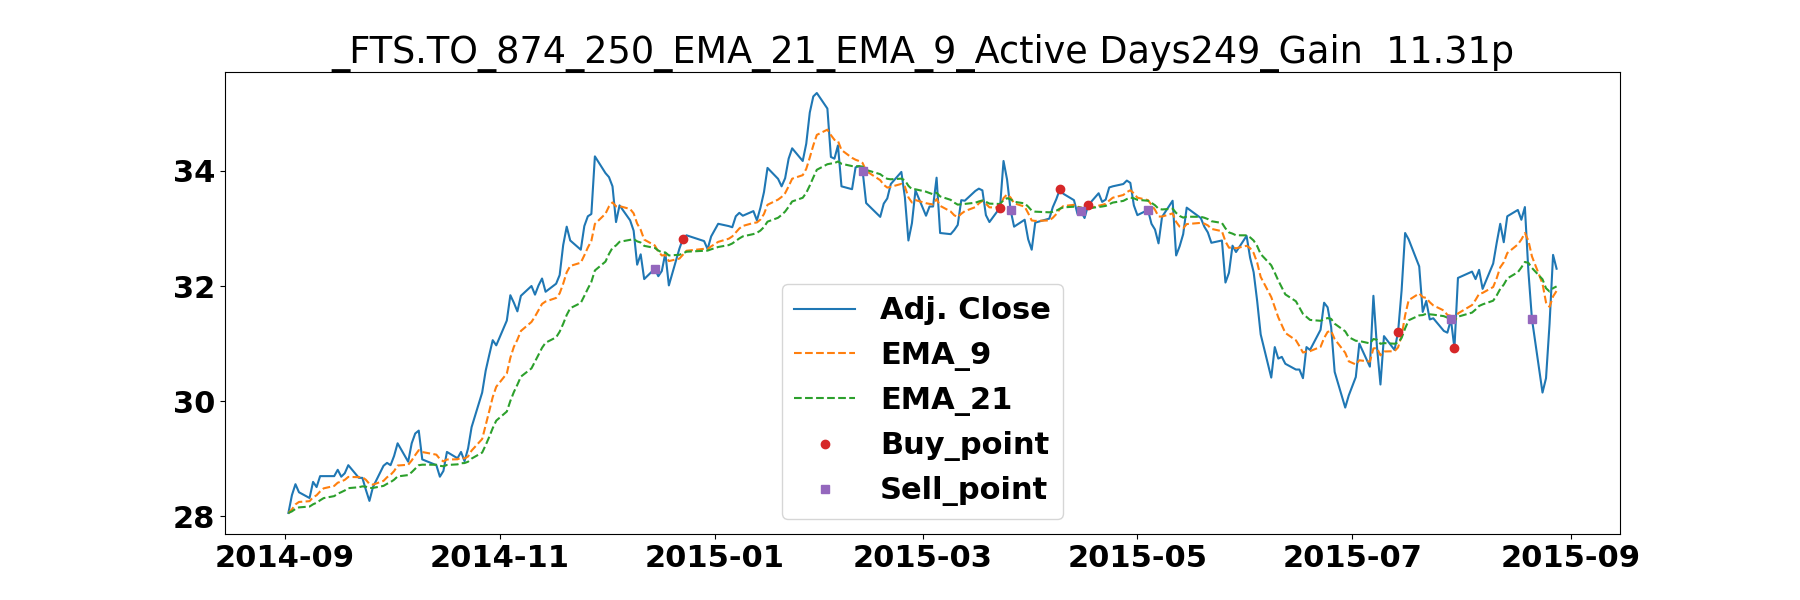 _FTS.TO_874_250_EMA_21_EMA_9_Active Days249_Gain  11.31p
34
32
30
28
Adj. Close
EMA_9
EMA_21
Buy_point
Sell_point
2014-09 2014-11 2015-01 2015-03 2015-05 2015-07 2015-09